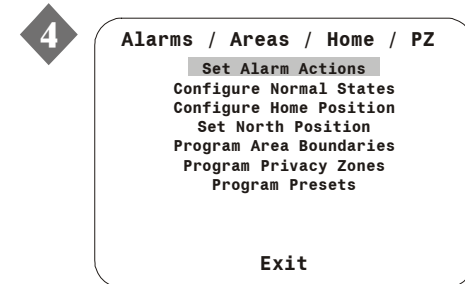 4
Alarms / Areas / Home / PZ
Set Alarm Actions
Configure Normal States
Configure Home Position
Set North Position
Program Area Boundaries
Program Privacy Zones
Program Presets
Exit